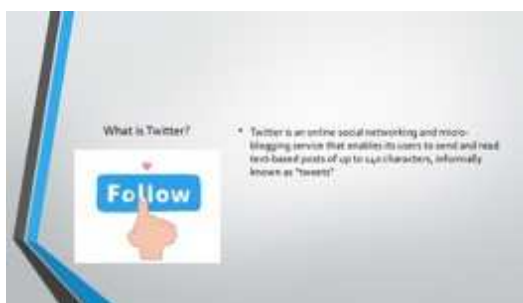 What is Twitter?
Follow
• Twitter is an online social networking and micro-
blogging service that enables its users to send and read
text-based posts of up to 140 characters, informally
known as "tweets"